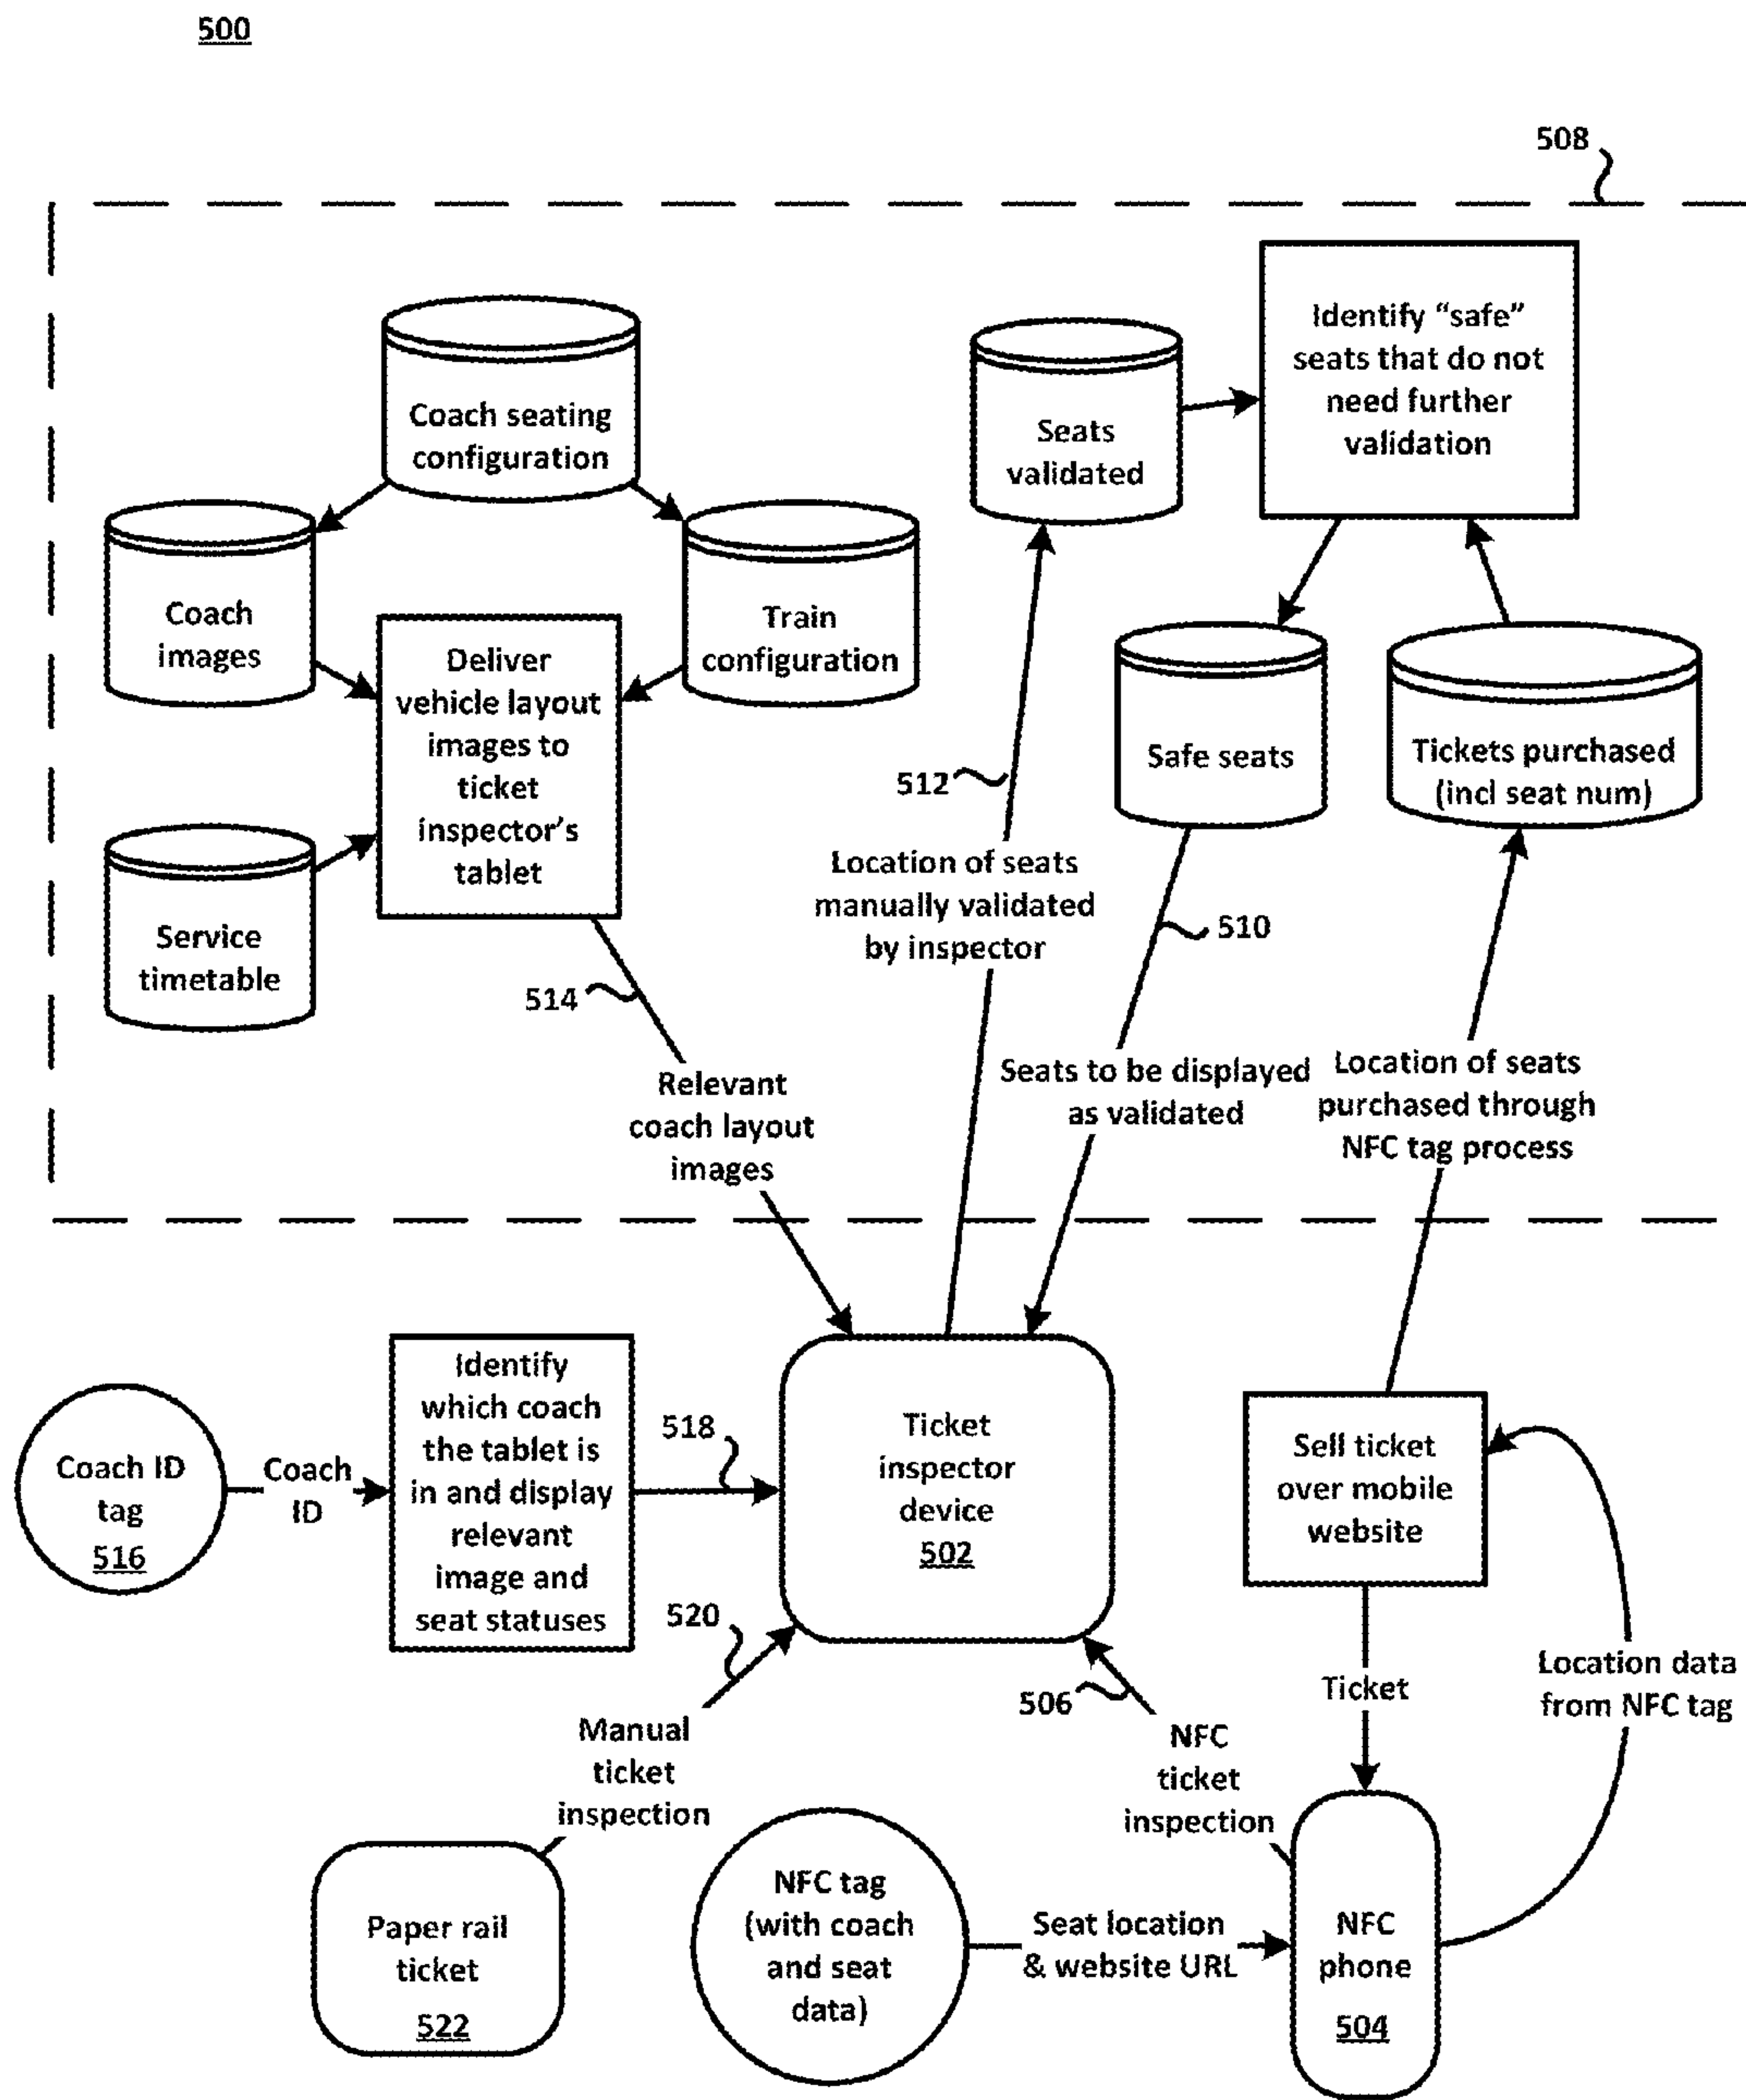 500
508
Identify “safe”
seats that do not
need further
validation
Coach seating
configuration
Seats
validated
Coach
images
Train
configuration
Deliver
vehicle layout
images to
ticket
inspector’s
tablet
Safe seats
Tickets purchased
(incl seat num)
512
Service
timetable
Location of seats
manually validated
by inspector
510
514
Relevant
coach layout
images
Seats to be displayed
as validated
Location of seats
purchased through
NFC tag process
Coach ID
tag
516
Coach
ID
Identify
which coach
the tablet is
in and display
relevant
image and
seat statuses
518
Ticket
inspector
device
502
Sell ticket
over mobile
website
520
506
Ticket
Location data
from NFC tag
Manual
ticket
inspection
NFC
ticket
inspection
Paper rail
ticket
522
NFC tag
(with coach
and seat
data)
Seat location
& website URL
NFC
phone
504